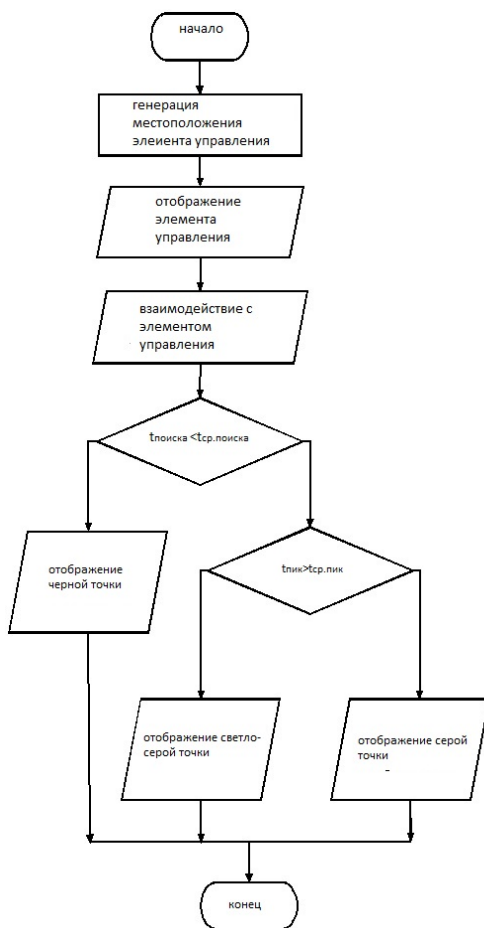 начало
генерация
местоположения
элеиента управления
отображение
элемента
управления
взаимодействие с
элементом
управления
tпоиска <tср.поиска
отображение
черной точки
tпик>tср.пик
отображение светло-
серой точки
отображение серой
точки
-
конец